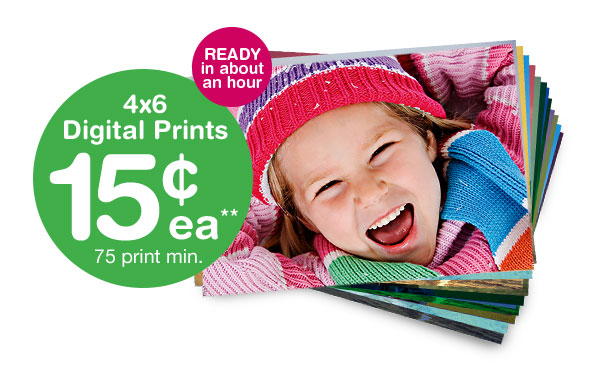 READY
in about
an hour
4x6
Digital Prints
15¢
ea**
75 print min.